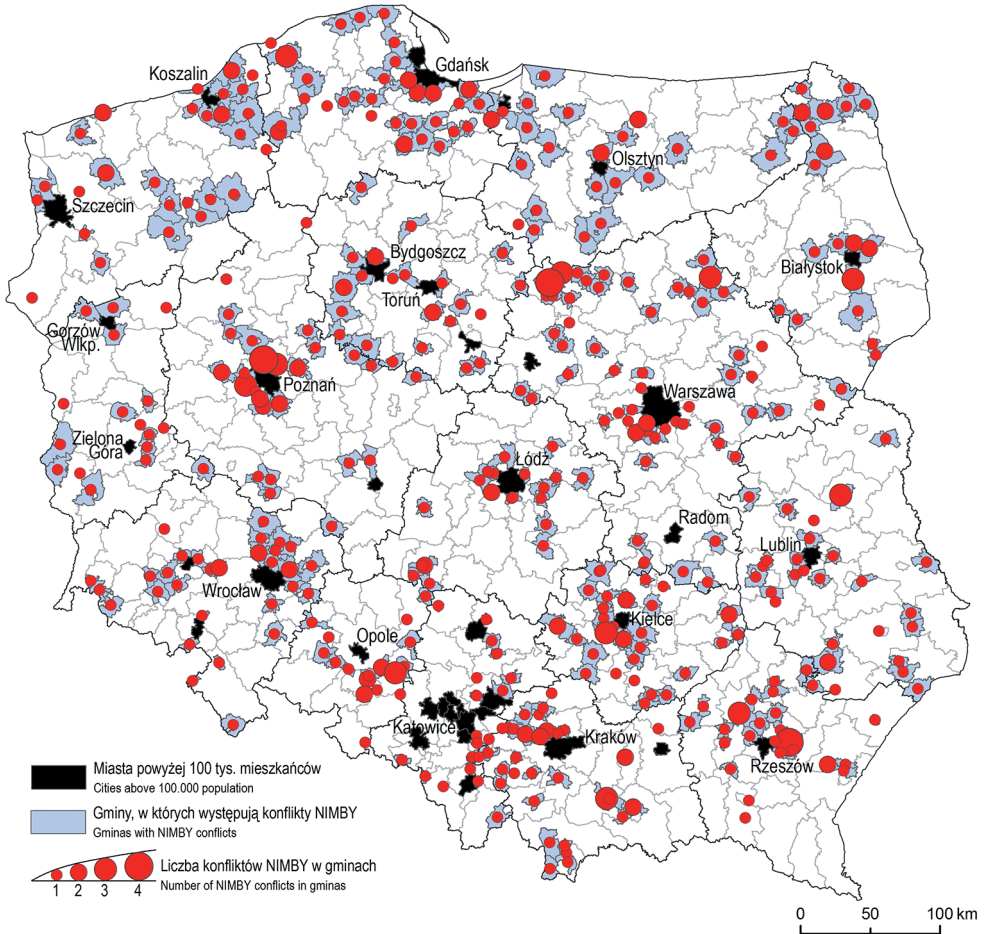 Gdańsk
Koszalin
Olsztyn
Szczecin
Bydgoszcz
Białystok
Toruń
Gorzów
Wlkp.
Poznań
Warszawa
Zielona
Góra
Łódź
Radom
Lublin
Wrocław
Kielce
Opole
Katowice
Kraków
Rzeszów
Miasta powyżej 100 tys. mieszkańców
Cities above 100.000 population
Gminy, w których występują konflikty NIMBY
Gminas with NIMBY conflicts
Liczba konfliktów NIMBY w gminach
Number of NIMBY conflicts in gminas
1 2 3 4
0 50 100 km